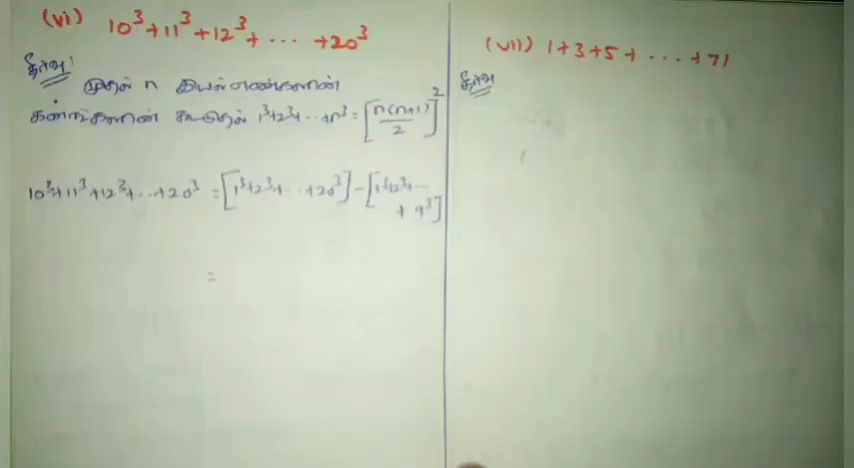 (vi) 10³+11³+12³+ ... +20³
தீர்வு!
முதல் n இயல் எண்களின்
கனங்களின் கூடுதல் 1³+2³+...+n³ = [n(n+1)/2]²
10³+11³+12³+...+20³ = [1³+2³+...+20³] - [1³+2³+...
+ 9³]
=
(vii) 1+3+5+ ... +71
தீர்வு